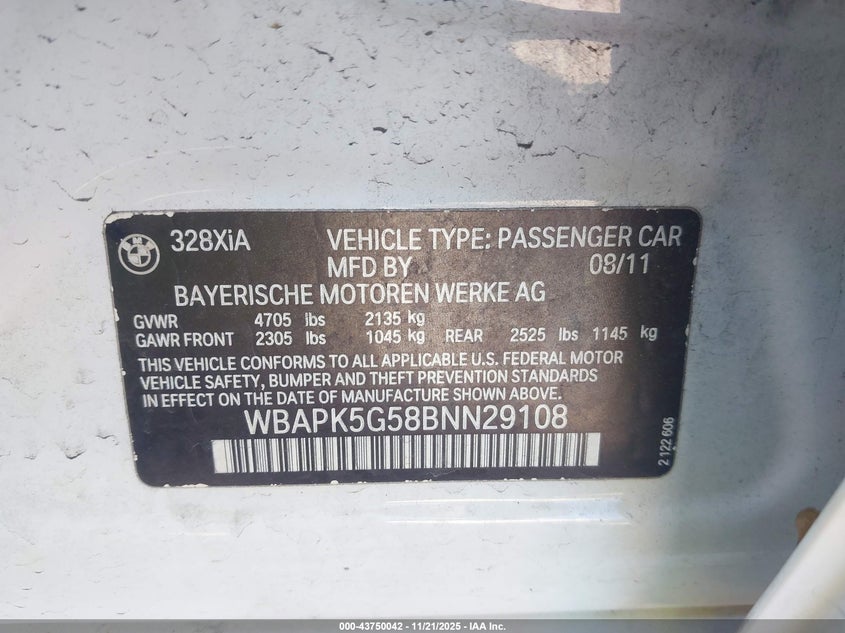 328XiA VEHICLE TYPE: PASSENGER CAR
MFD BY 08/11
BAYERISCHE MOTOREN WERKE AG
GVWR 4705 lbs 2135 kg
GAWR FRONT 2305 lbs 1045 kg REAR 2525 lbs 1145 kg
THIS VEHICLE CONFORMS TO ALL APPLICABLE U.S. FEDERAL MOTOR
VEHICLE SAFETY, BUMPER AND THEFT PREVENTION STANDARDS
IN EFFECT ON THE DATE OF MANUFACTURE SHOWN ABOVE.
WBAPK5G58BNN29108
2 122 606
000-43750042 - 11/21/2025 - IAA Inc.